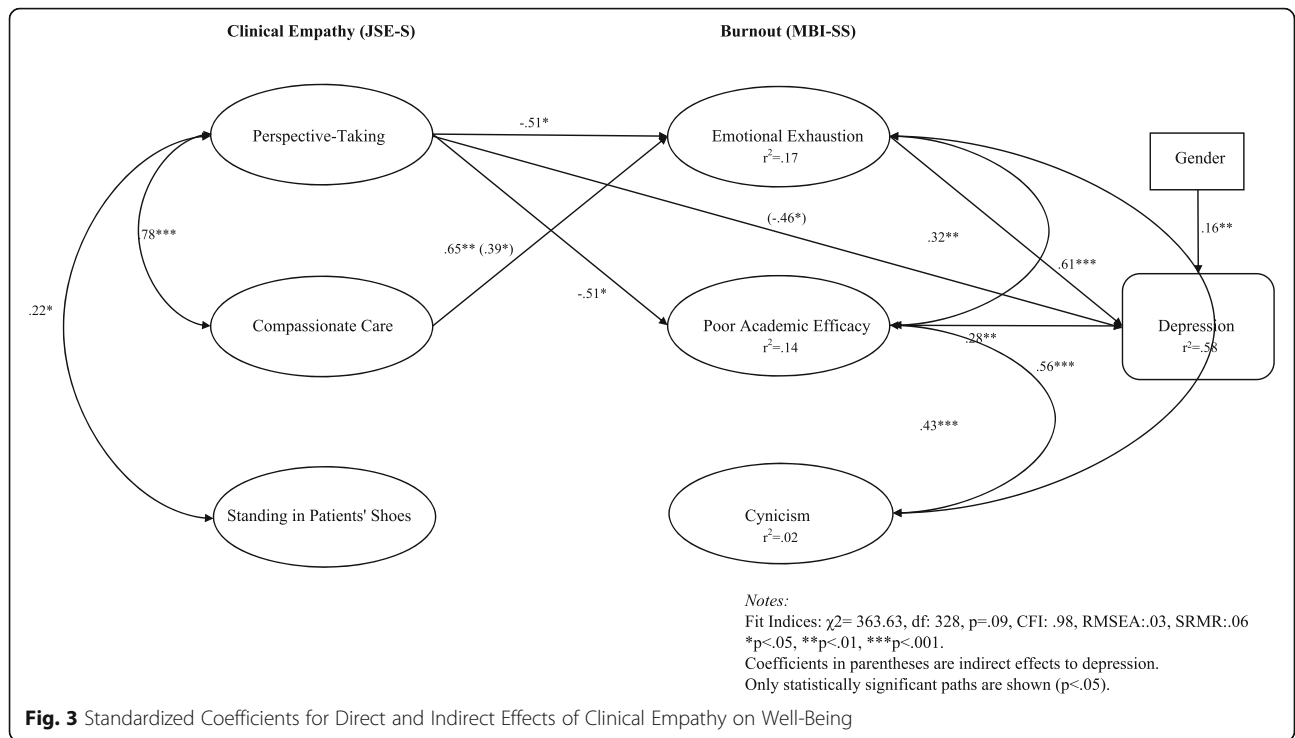 Clinical Empathy (JSE-S)
Burnout (MBI-SS)
Perspective-Taking
-.51*
Emotional Exhaustion
r²=.17
Gender
(-.46*)
78***
.65** (.39*)
.32**
.16**
.61***
.22*
-.51*
Compassionate Care
Poor Academic Efficacy
r²=.14
Depression
r²=.58
.28**
.56***
.43***
Standing in Patients' Shoes
Cynicism
r²=.02
Notes:
Fit Indices: χ2= 363.63, df: 328, p=.09, CFI: .98, RMSEA:.03, SRMR:.06
*p<.05, **p<.01, ***p<.001.
Coefficients in parentheses are indirect effects to depression.
Only statistically significant paths are shown (p<.05).
Fig. 3 Standardized Coefficients for Direct and Indirect Effects of Clinical Empathy on Well-Being